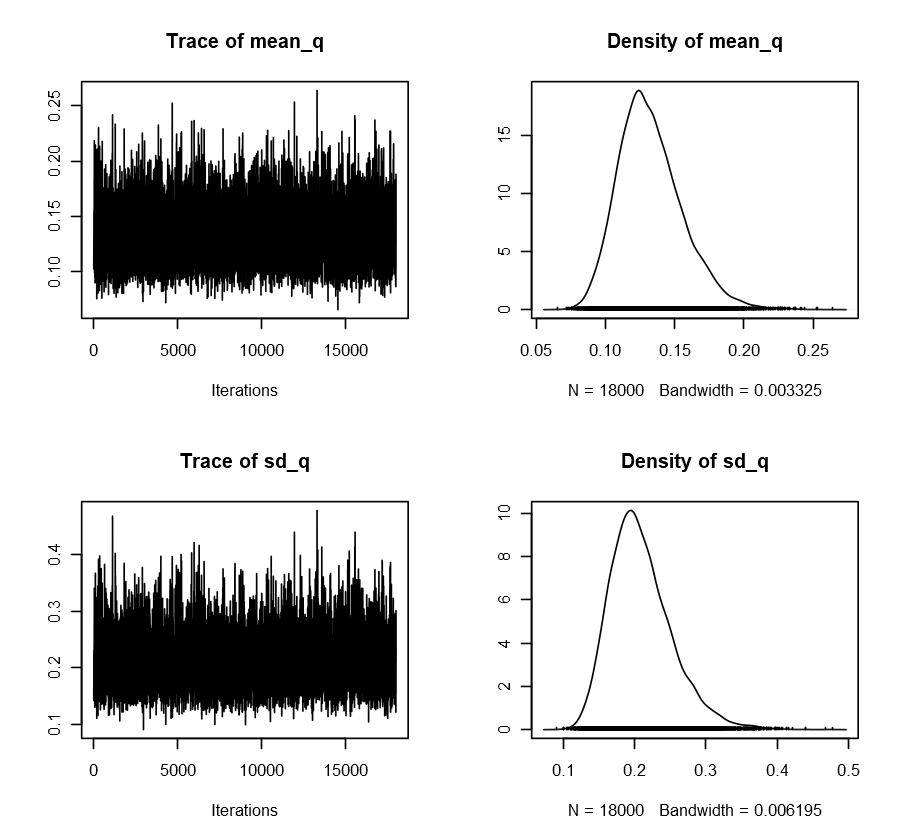 Trace of mean_q
0.25
0.20
0.15
0.10
0 5000 10000 15000
Iterations
Density of mean_q
15
10
5
0
0.05 0.10 0.15 0.20 0.25
N = 18000 Bandwidth = 0.003325
Trace of sd_q
0.4
0.3
0.2
0.1
0 5000 10000 15000
Iterations
Density of sd_q
10
8
6
4
2
0
0.1 0.2 0.3 0.4 0.5
N = 18000 Bandwidth = 0.006195